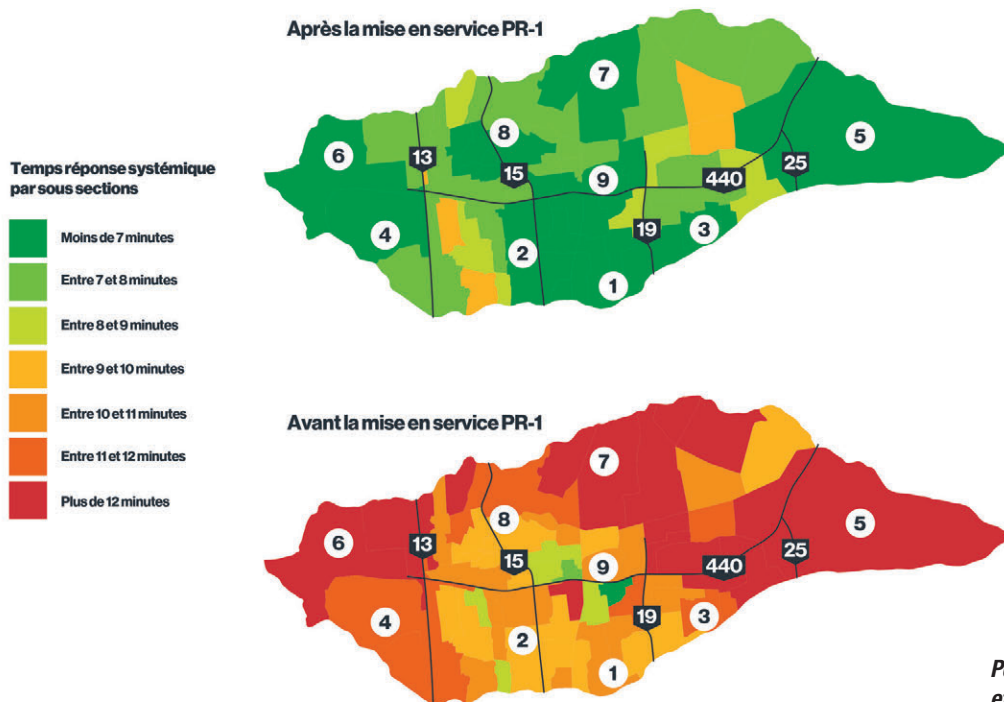 Après la mise en service PR-1
7
8
6
5
13
15
9
25
440
4
19
3
2
1
Temps réponse systémique
par sous sections
Moins de 7 minutes
Entre 7 et 8 minutes
Entre 8 et 9 minutes
Entre 9 et 10 minutes
Entre 10 et 11 minutes
Entre 11 et 12 minutes
Plus de 12 minutes
Avant la mise en service PR-1
7
8
5
6
13
15
25
9
440
4
19
3
2
1